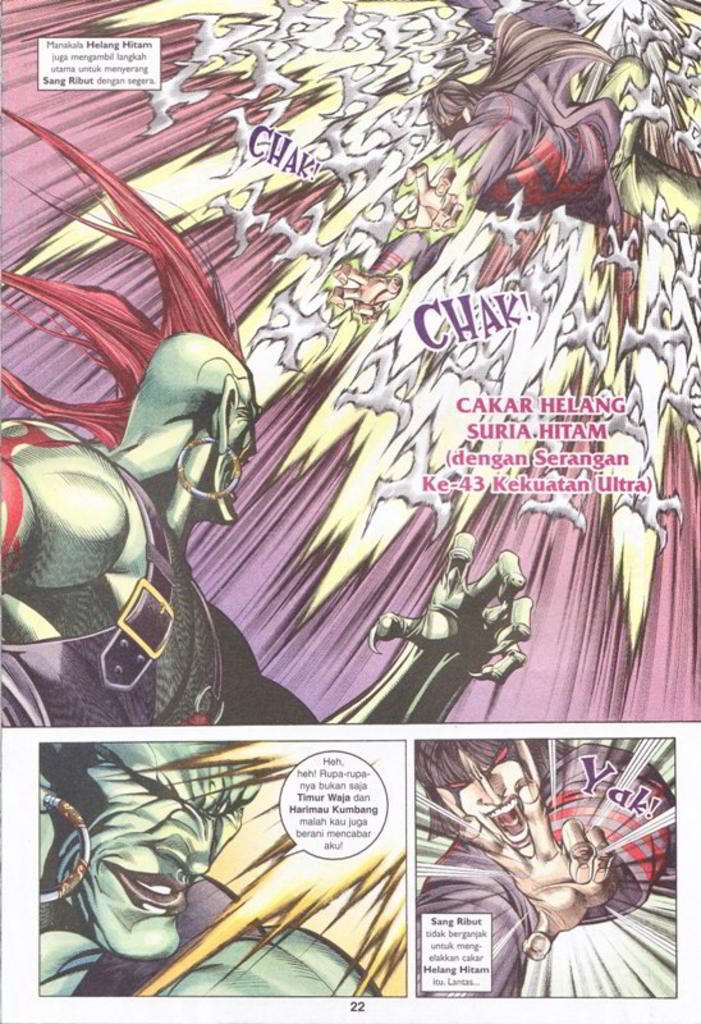 Manakala Helang Hitam
juga mengambil langkah
utama untuk menyerang
Sang Ribut dengan segera.
CHAK!
CHAK!
CAKAR HELANG
SURIA HITAM
(dengan Serangan
Ke-43 Kekuatan Ultra)
Heh,
heh! Rupa-rupa-
nya bukan saja
Timur Waja dan
Harimau Kumbang
malah kau juga
berani mencabar
aku!
Yak!
Sang Ribut
tidak berganjak
untuk meng-
elakkan cakar
Helang Hitam
itu. Lantas...
22